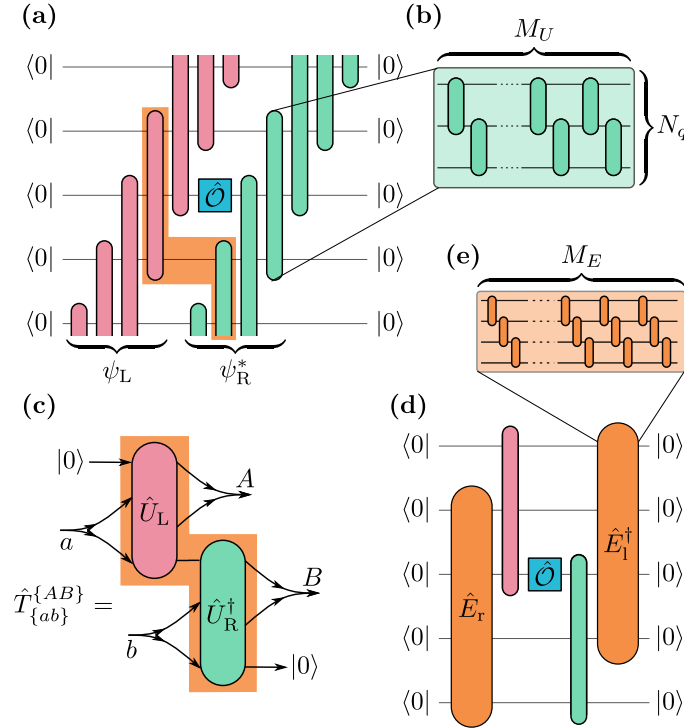 (a)
⟨0| |0⟩
⟨0| |0⟩
⟨0| Ô |0⟩
⟨0| |0⟩
⟨0| |0⟩
ψ_L ψ_R^*
(b)
M_U
N_q
(e)
M_E
(c)
|0⟩
A
Û_L
a
T̂^{AB}_{ab} =
B
Û_R^†
b
|0⟩
(d)
⟨0| |0⟩
⟨0| |0⟩
Ê_l^†
⟨0| Ô |0⟩
Ê_r
⟨0| |0⟩
⟨0| |0⟩